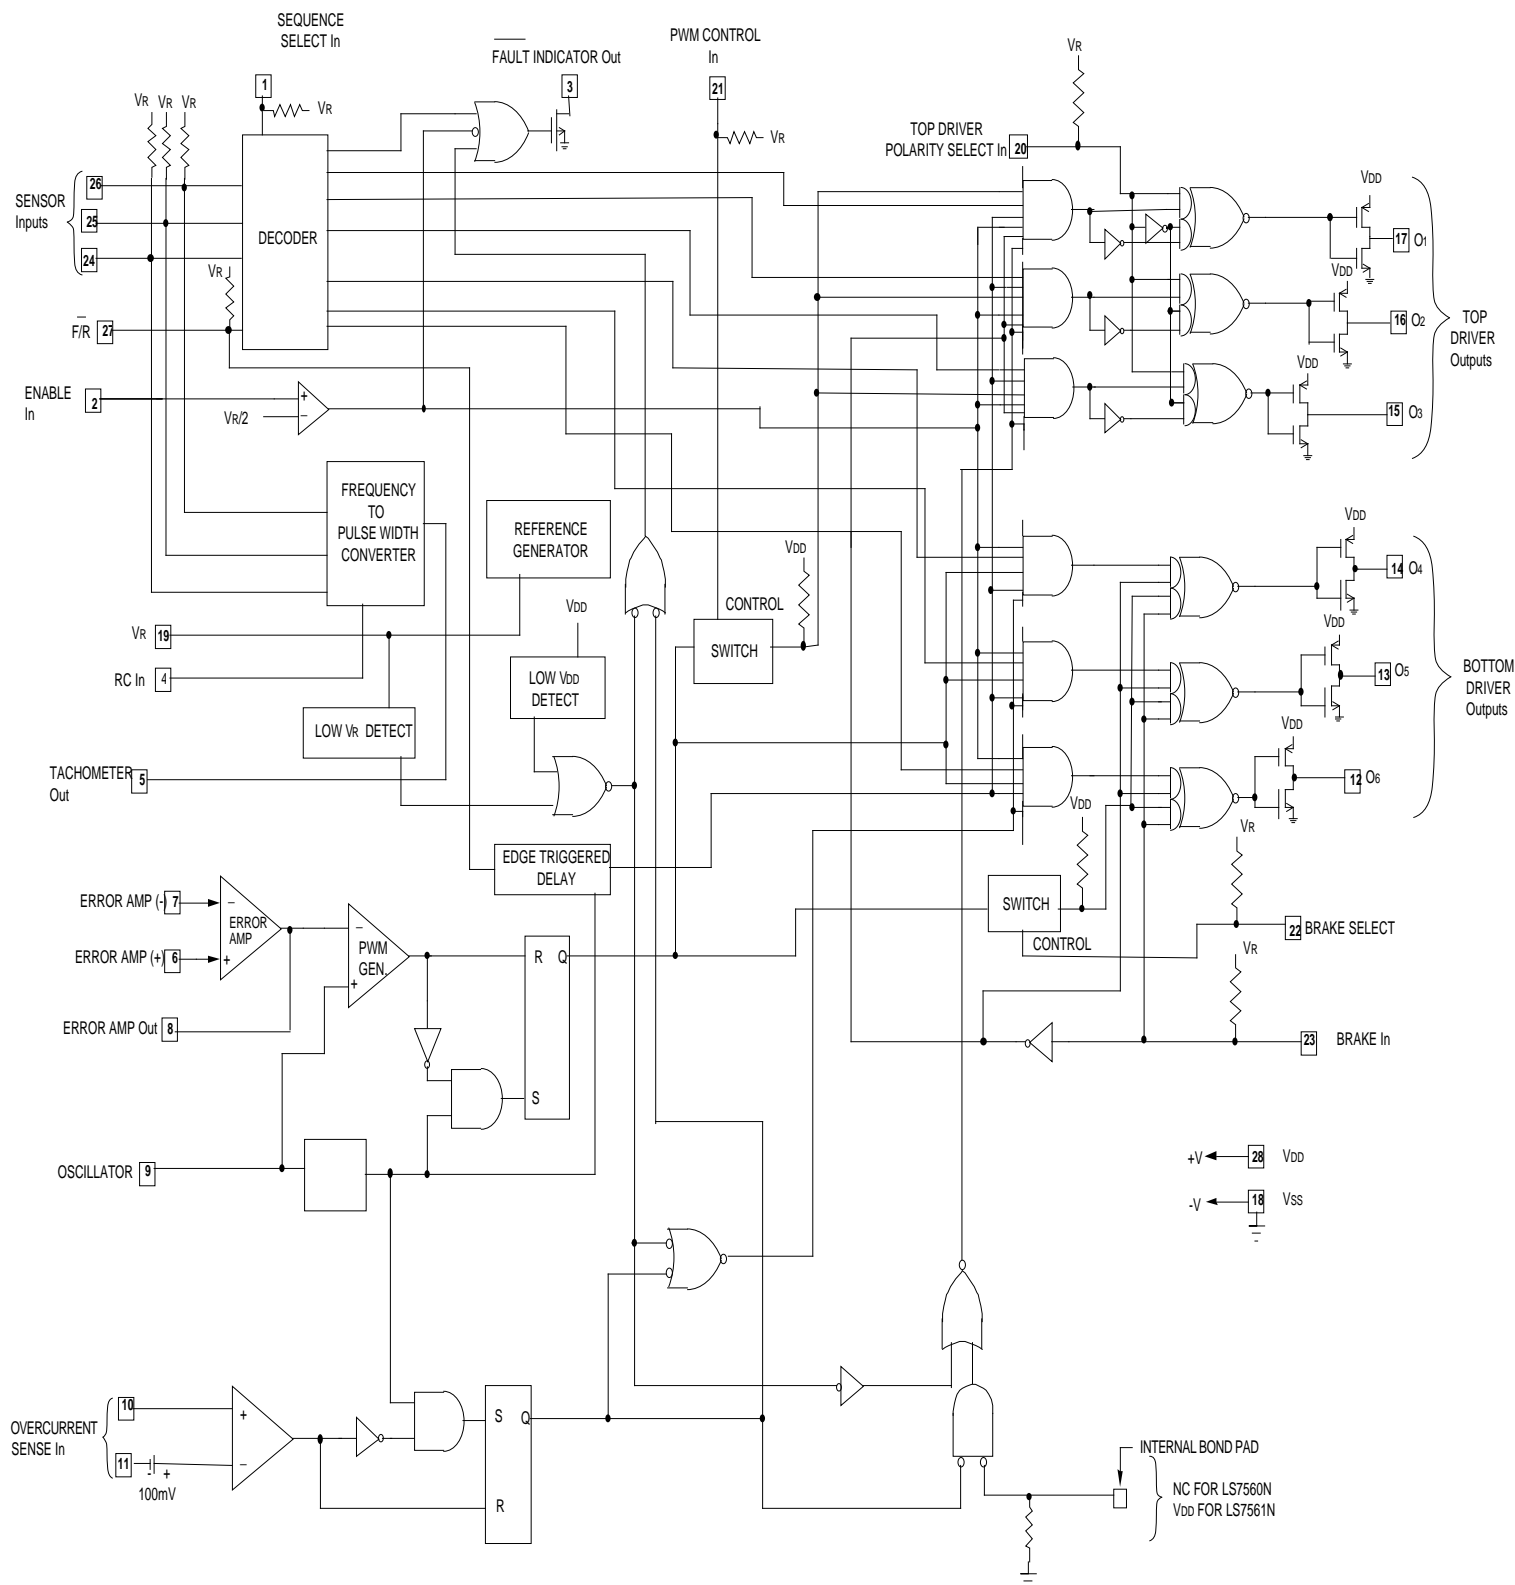 SEQUENCE
SELECT In
1
VR
VR VR VR
FAULT INDICATOR Out
3
PWM CONTROL
In
21
VR
VR
TOP DRIVER
POLARITY SELECT In
20
SENSOR
Inputs
26
25
24
DECODER
VR
F/R
27
ENABLE
In
2
VR/2
+
−
VDD
17
O1
VDD
16
O2
VDD
15
O3
TOP
DRIVER
Outputs
FREQUENCY
TO
PULSE WIDTH
CONVERTER
REFERENCE
GENERATOR
VDD
LOW VDD
DETECT
VR
19
RC In
4
LOW VR DETECT
TACHOMETER
Out
5
VDD
CONTROL
SWITCH
VDD
14
O4
VDD
13
O5
VDD
12
O6
BOTTOM
DRIVER
Outputs
EDGE TRIGGERED
DELAY
VDD
SWITCH
CONTROL
VR
22
BRAKE SELECT
VR
23
BRAKE In
ERROR AMP (-)
7
ERROR AMP (+)
6
−
ERROR
AMP
+
ERROR AMP Out
8
−
PWM
GEN.
+
R
Q
S
OSCILLATOR
9
+V
28
VDD
-V
18
VSS
OVERCURRENT
SENSE In
10
11
-
+
100mV
+
−
S
Q
R
INTERNAL BOND PAD
NC FOR LS7560N
VDD FOR LS7561N